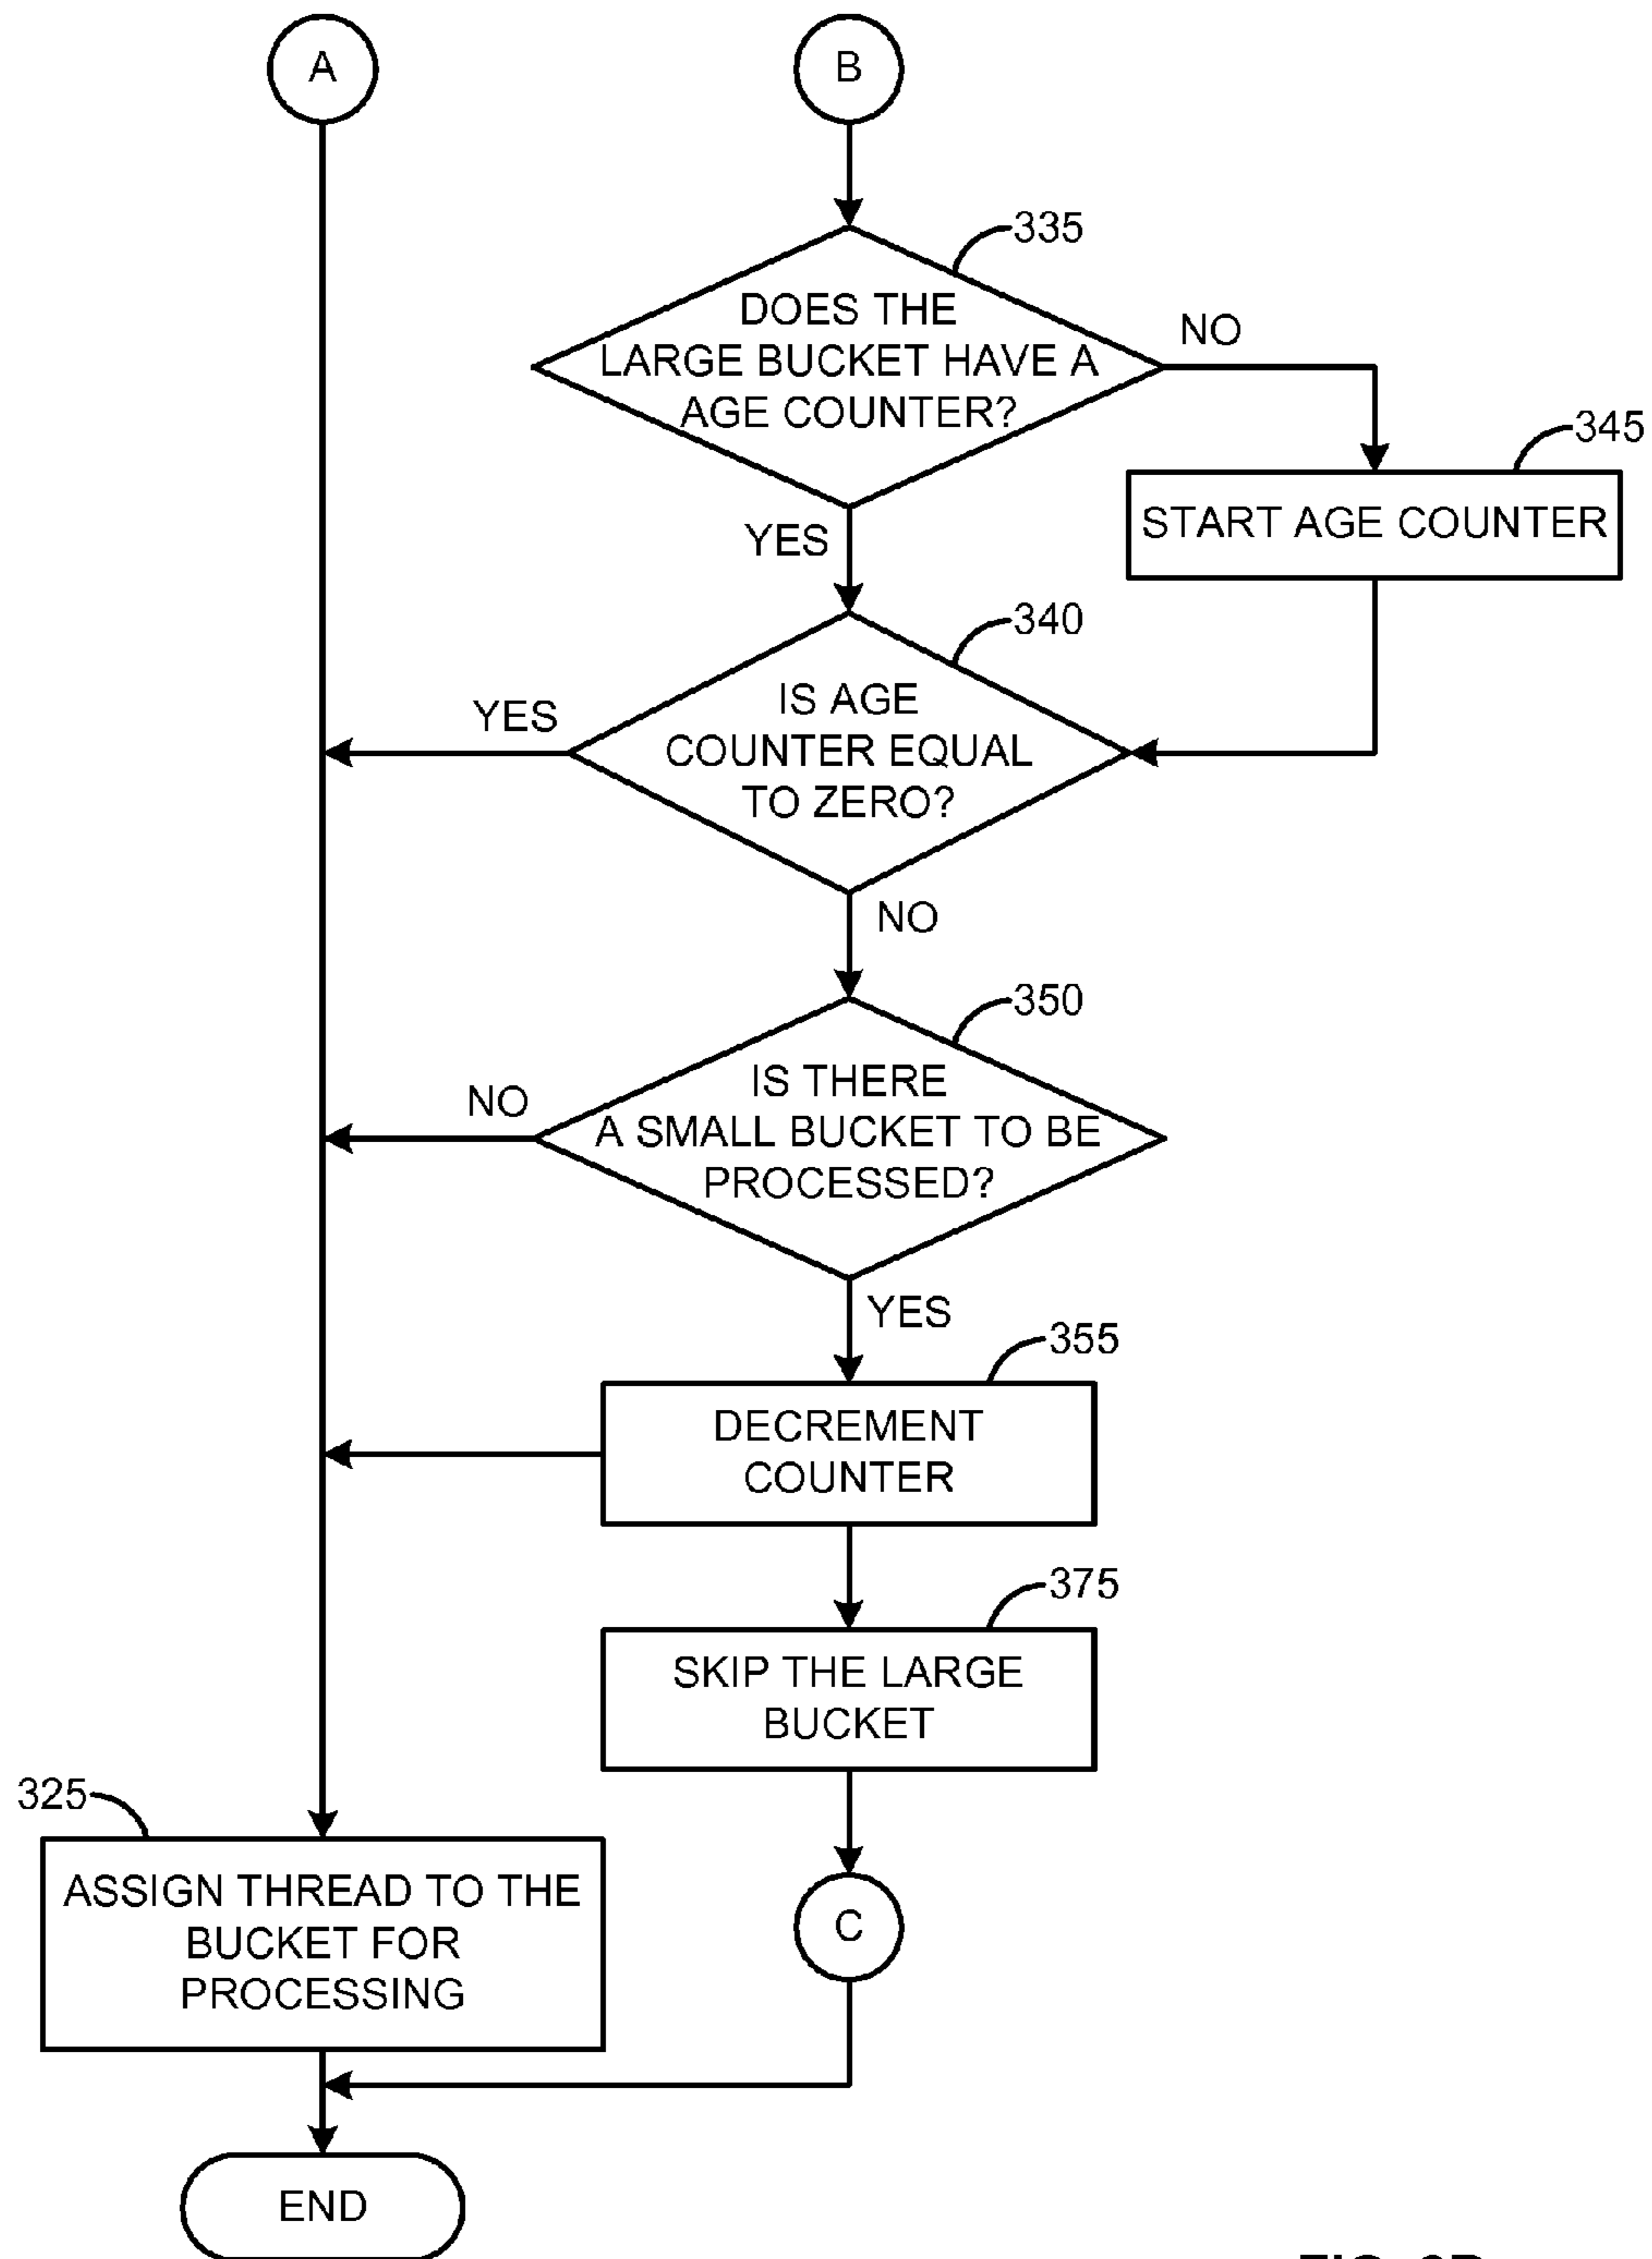 A
B
335
DOES THE
LARGE BUCKET HAVE A
AGE COUNTER?
NO
345
START AGE COUNTER
YES
340
IS AGE
COUNTER EQUAL
TO ZERO?
YES
NO
350
IS THERE
A SMALL BUCKET TO BE
PROCESSED?
NO
YES
355
DECREMENT
COUNTER
375
SKIP THE LARGE
BUCKET
325
ASSIGN THREAD TO THE
BUCKET FOR
PROCESSING
C
END